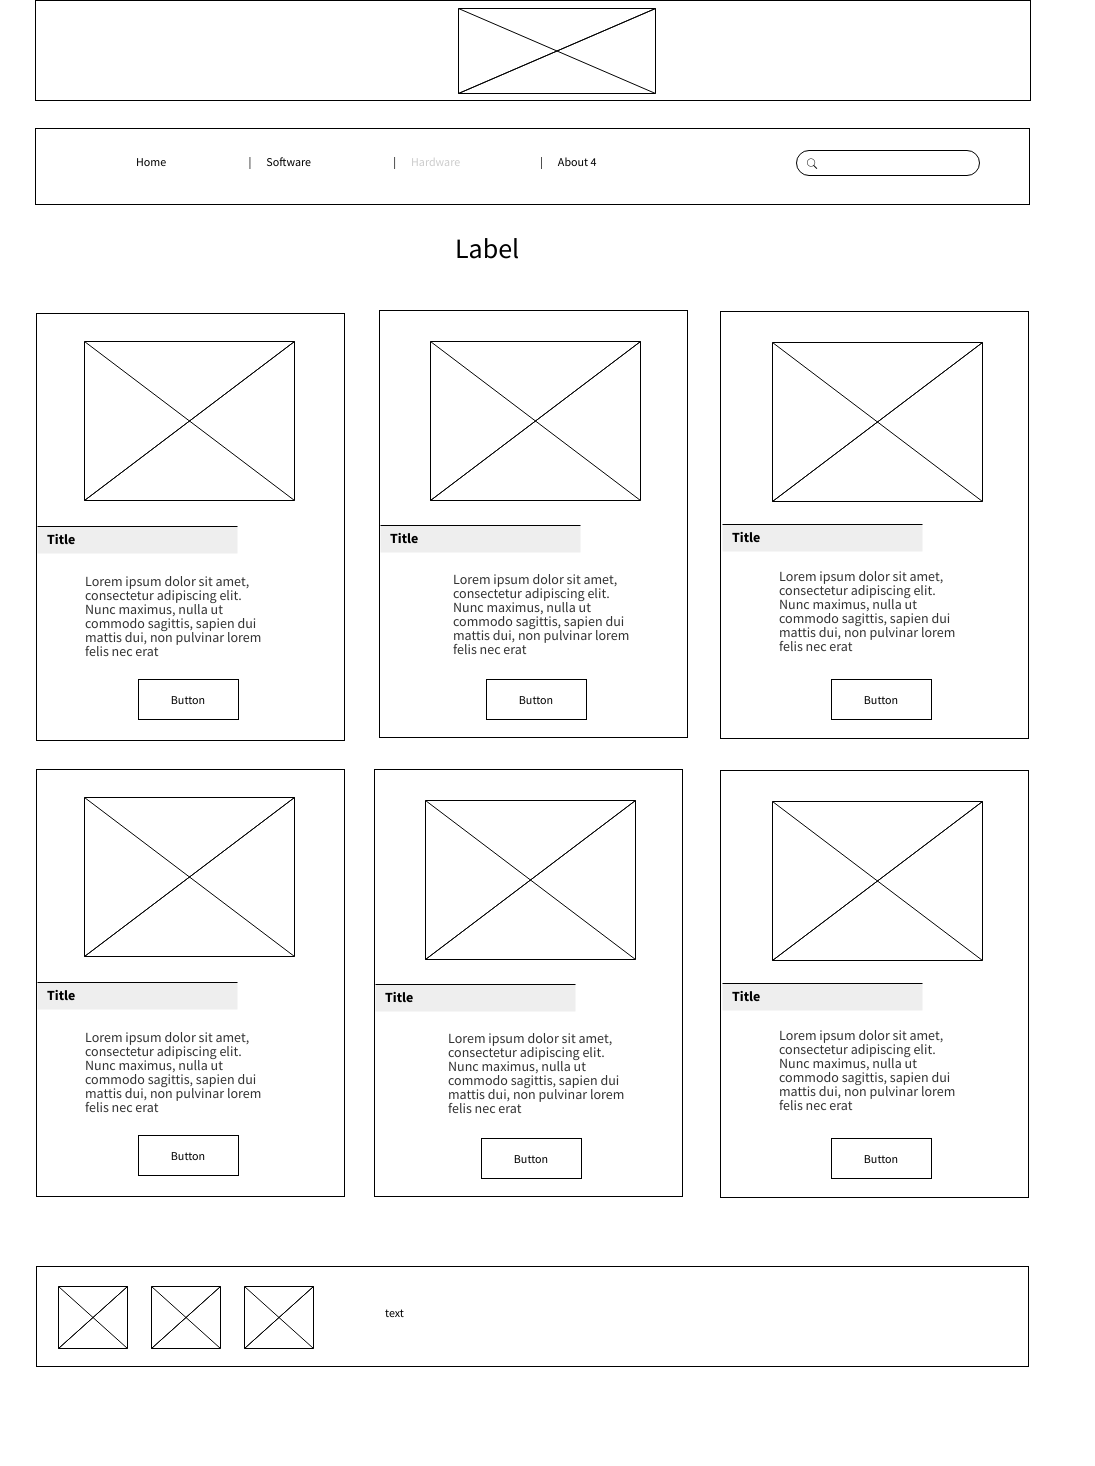 Home | Software | Hardware | About 4
Label
Title
Lorem ipsum dolor sit amet,
consectetur adipiscing elit.
Nunc maximus, nulla ut
commodo sagittis, sapien dui
mattis dui, non pulvinar lorem
felis nec erat
Button
Title
Lorem ipsum dolor sit amet,
consectetur adipiscing elit.
Nunc maximus, nulla ut
commodo sagittis, sapien dui
mattis dui, non pulvinar lorem
felis nec erat
Button
Title
Lorem ipsum dolor sit amet,
consectetur adipiscing elit.
Nunc maximus, nulla ut
commodo sagittis, sapien dui
mattis dui, non pulvinar lorem
felis nec erat
Button
Title
Lorem ipsum dolor sit amet,
consectetur adipiscing elit.
Nunc maximus, nulla ut
commodo sagittis, sapien dui
mattis dui, non pulvinar lorem
felis nec erat
Button
Title
Lorem ipsum dolor sit amet,
consectetur adipiscing elit.
Nunc maximus, nulla ut
commodo sagittis, sapien dui
mattis dui, non pulvinar lorem
felis nec erat
Button
Title
Lorem ipsum dolor sit amet,
consectetur adipiscing elit.
Nunc maximus, nulla ut
commodo sagittis, sapien dui
mattis dui, non pulvinar lorem
felis nec erat
Button
text